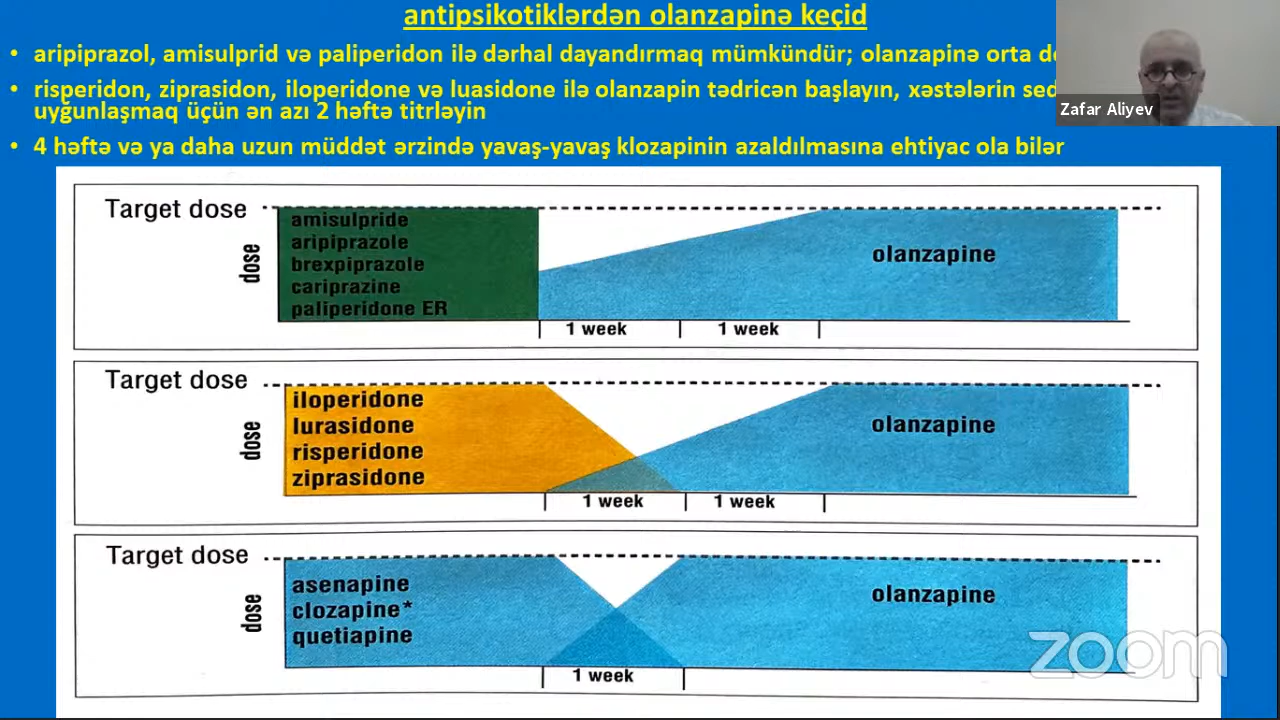 antipsikotiklərdən olanzapinə keçid
• aripiprazol, amisulprid və paliperidon ilə dərhal dayandırmaq mümkündür; olanzapinə orta
• risperidon, ziprasidon, iloperidone və luasidone ilə olanzapin tədricən başlayın, xəstələrin
uyğunlaşmaq üçün ən azı 2 həftə titrləyin
• 4 həftə və ya daha uzun müddət ərzində yavaş-yavaş klozapinin azaldılmasına ehtiyac ola bilər
Zafar Aliyev
Target dose
dose
amisulpride
aripiprazole
brexpiprazole
cariprazine
paliperidone ER
olanzapine
1 week 1 week
Target dose
dose
iloperidone
lurasidone
risperidone
ziprasidone
olanzapine
1 week 1 week
Target dose
dose
asenapine
clozapine*
quetiapine
olanzapine
1 week
zoom